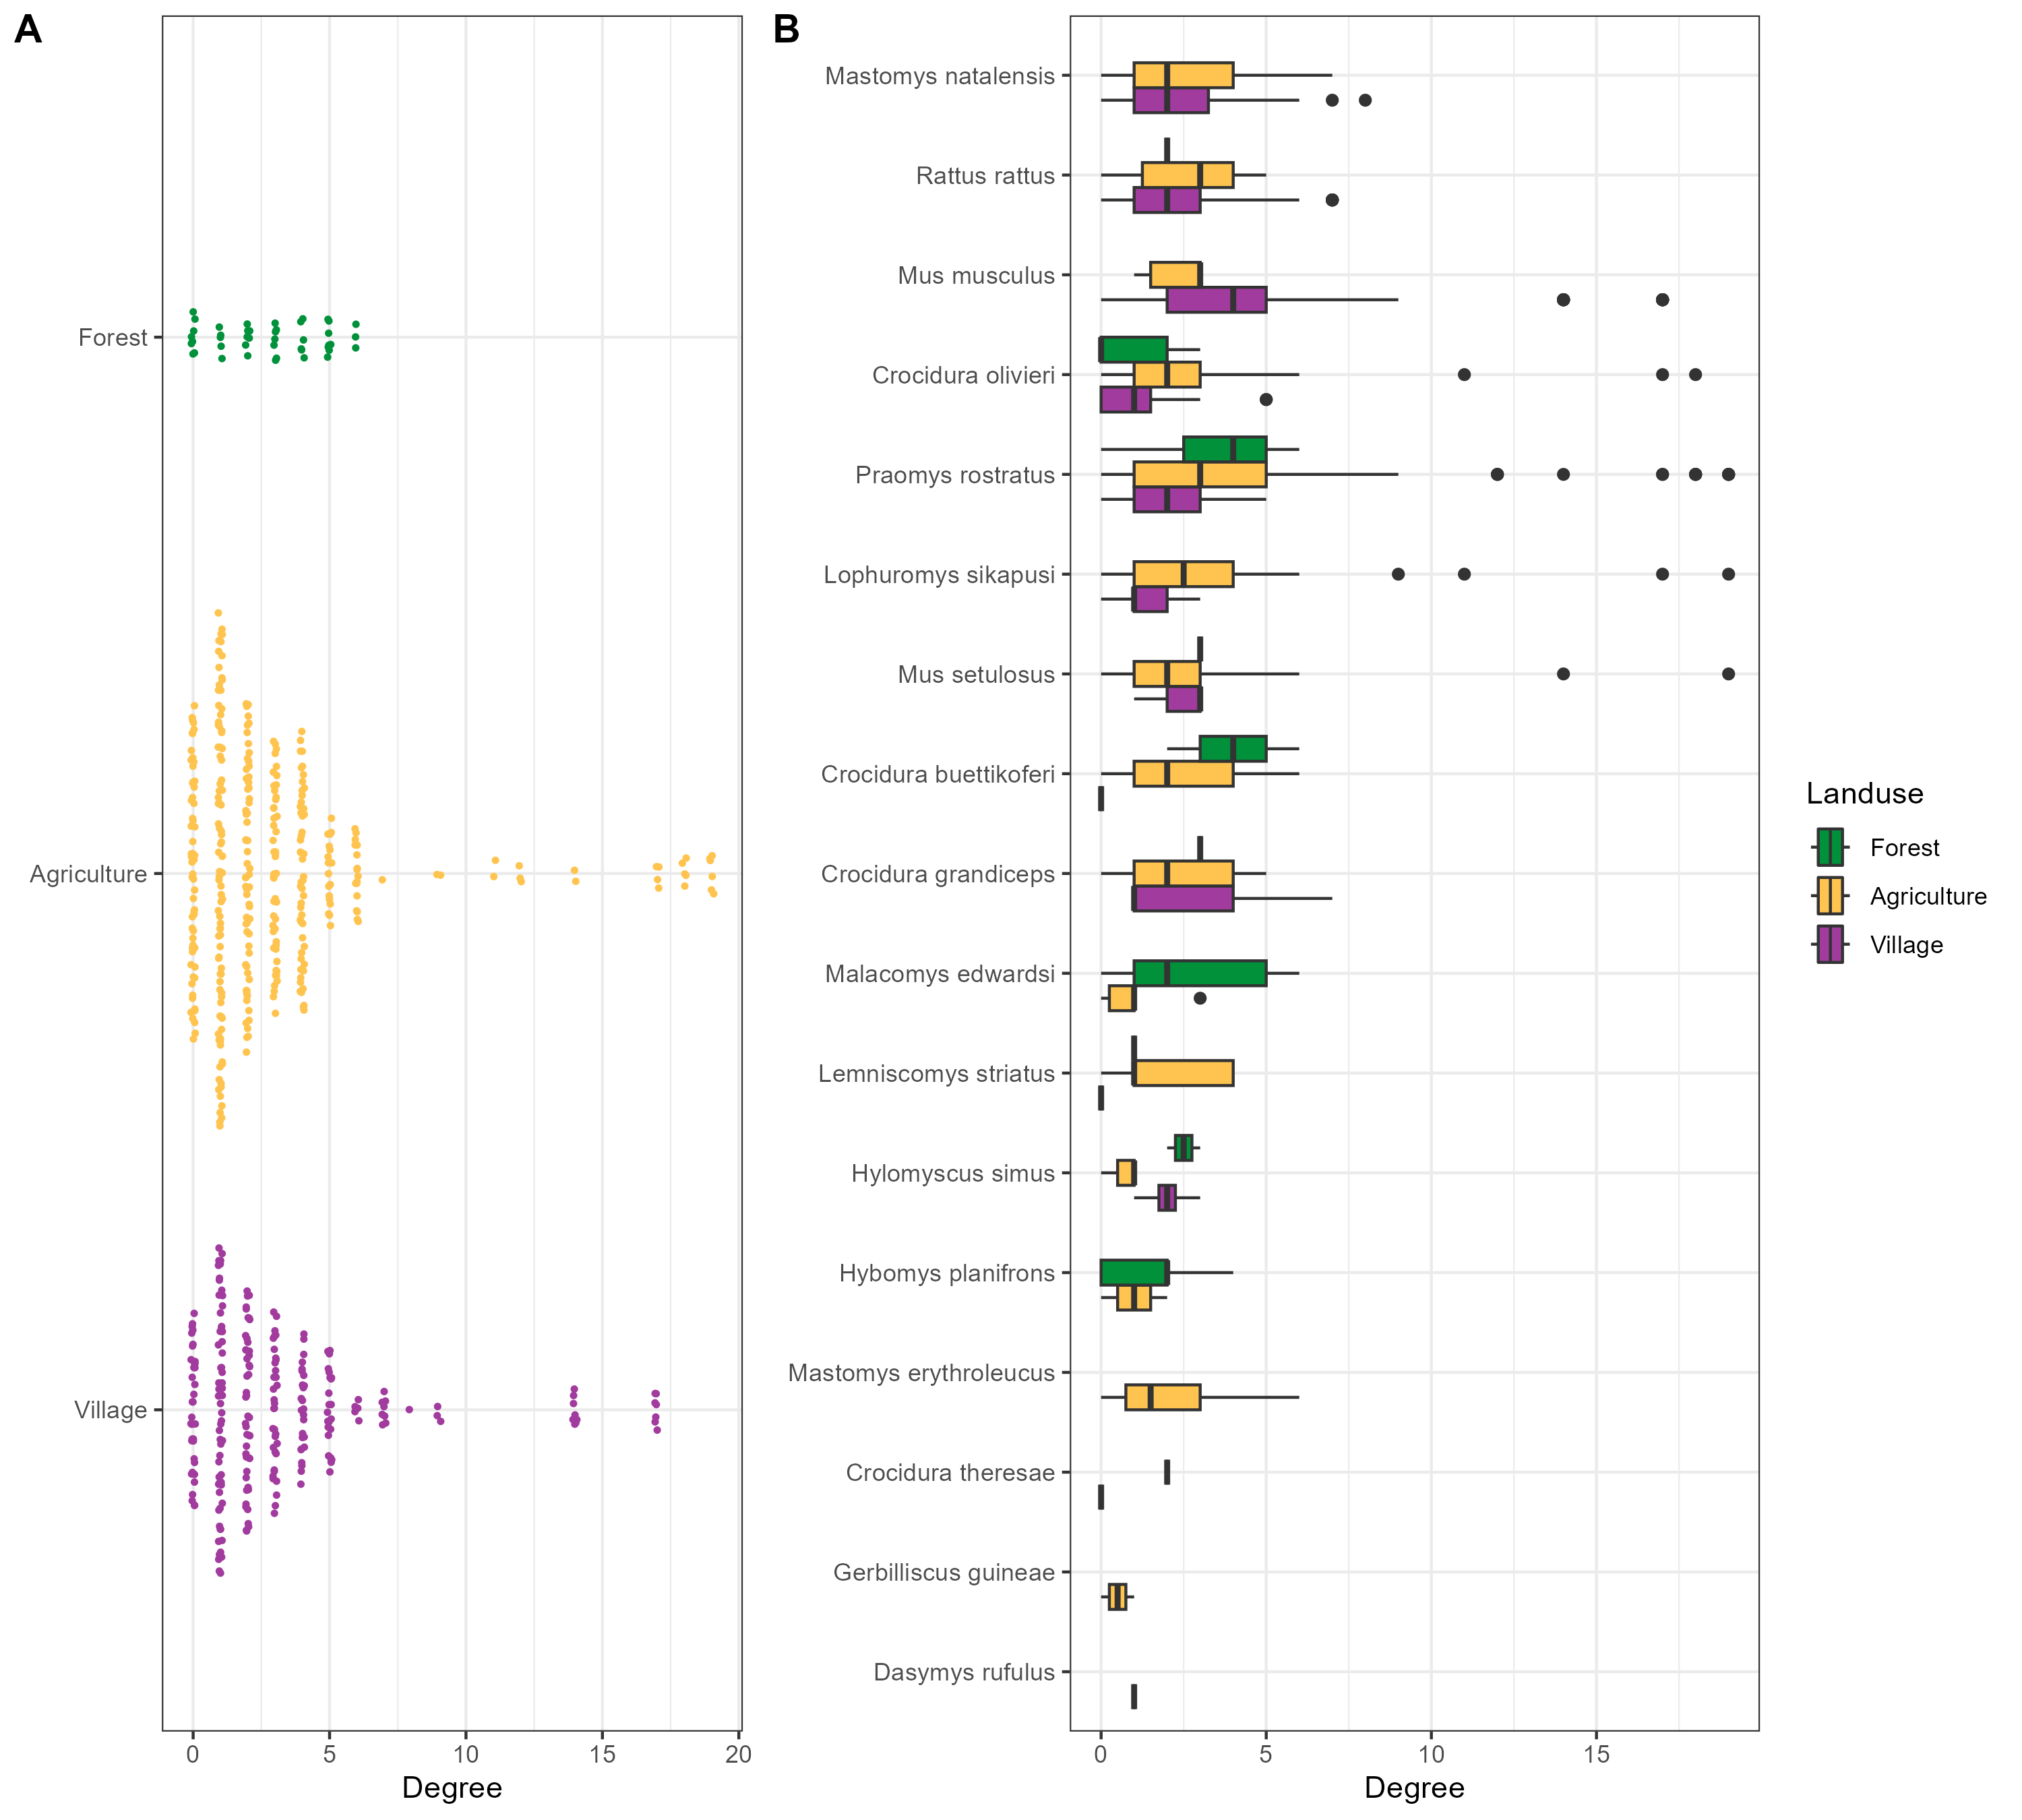 A
Forest
Agriculture
Village
0 5 10 15 20
Degree
B
Mastomys natalensis
Rattus rattus
Mus musculus
Crocidura olivieri
Praomys rostratus
Lophuromys sikapusi
Mus setulosus
Crocidura buettikoferi
Crocidura grandiceps
Malacomys edwardsi
Lemniscomys striatus
Hylomyscus simus
Hybomys planifrons
Mastomys erythroleucus
Crocidura theresae
Gerbilliscus guineae
Dasymys rufulus
0 5 10 15
Degree
Landuse
Forest
Agriculture
Village